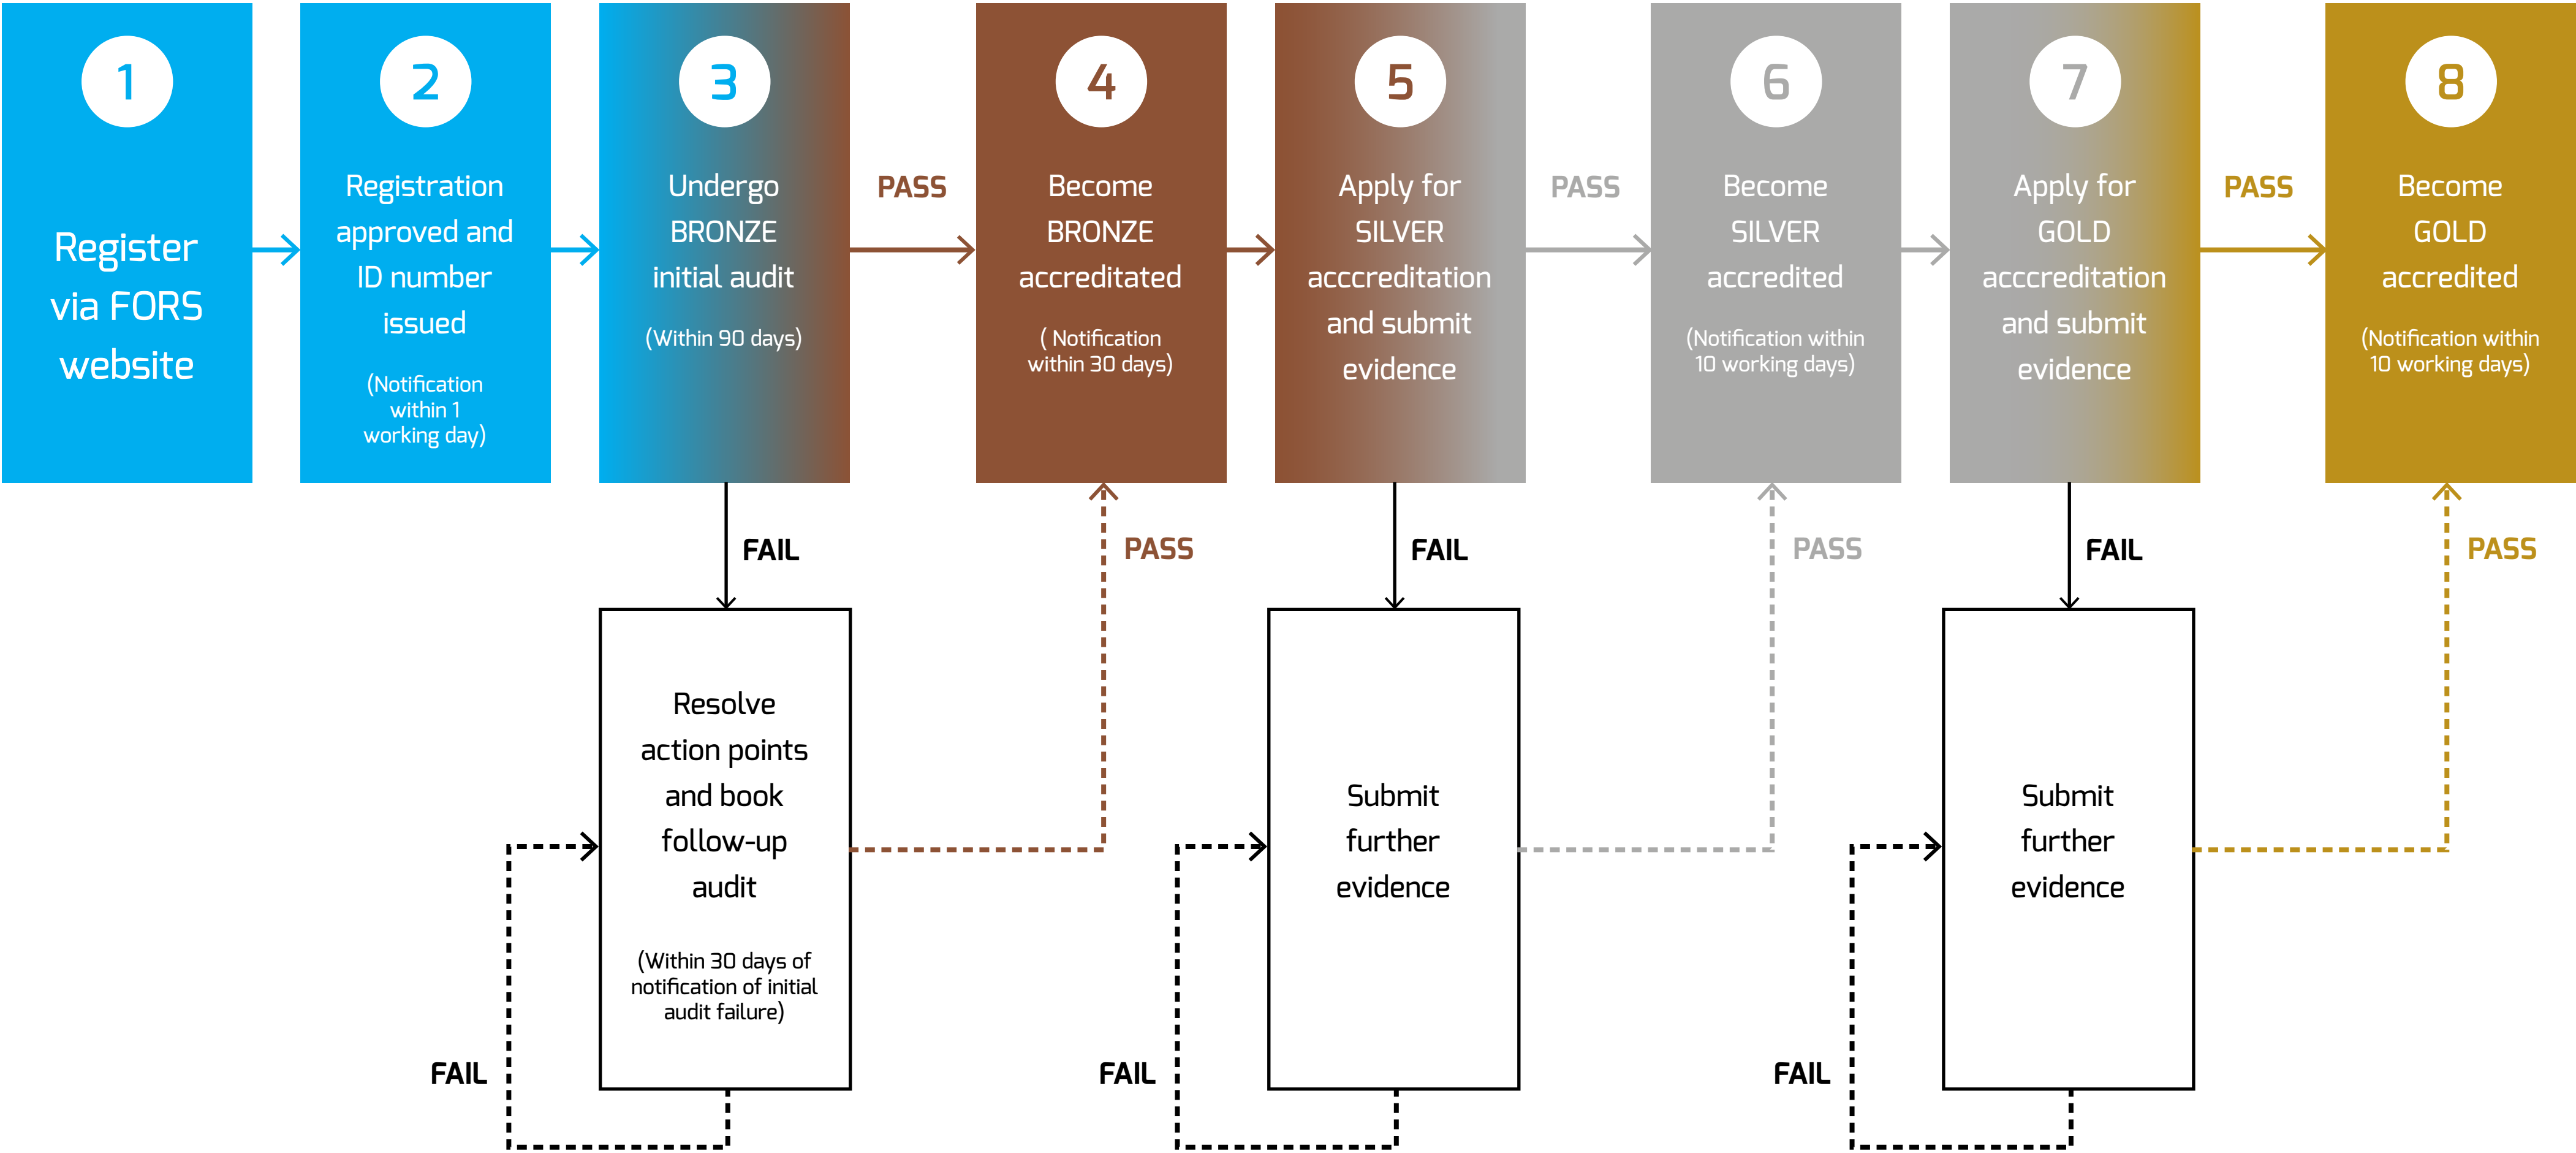 1
Register
via FORS
website
2
Registration
approved and
ID number
issued
(Notification
within 1
working day)
3
Undergo
BRONZE
initial audit
(Within 90 days)
PASS
4
Become
BRONZE
accreditated
( Notification
within 30 days)
5
Apply for
SILVER
acccreditation
and submit
evidence
PASS
6
Become
SILVER
accredited
(Notification within
10 working days)
7
Apply for
GOLD
acccreditation
and submit
evidence
PASS
8
Become
GOLD
accredited
(Notification within
10 working days)
FAIL
PASS
FAIL
PASS
FAIL
PASS
Resolve
action points
and book
follow-up
audit
(Within 30 days of
notification of initial
audit failure)
FAIL
Submit
further
evidence
FAIL
Submit
further
evidence
FAIL